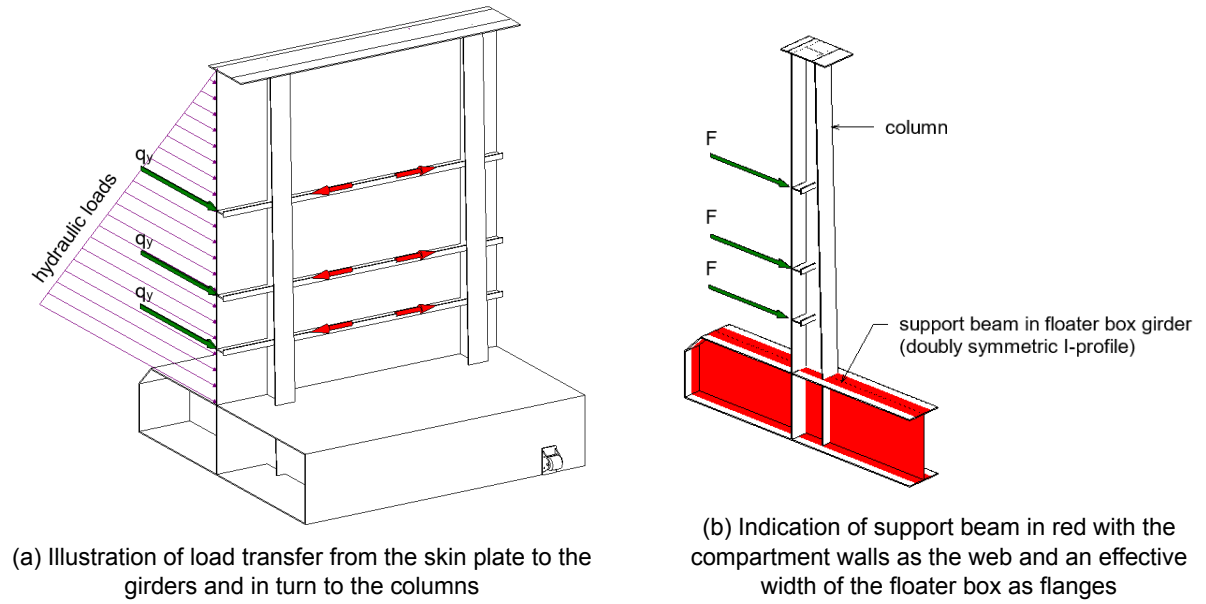 hydraulic loads
qy
qy
qy
(a) Illustration of load transfer from the skin plate to the
girders and in turn to the columns
column
F
F
F
support beam in floater box girder
(doubly symmetric I-profile)
(b) Indication of support beam in red with the
compartment walls as the web and an effective
width of the floater box as flanges